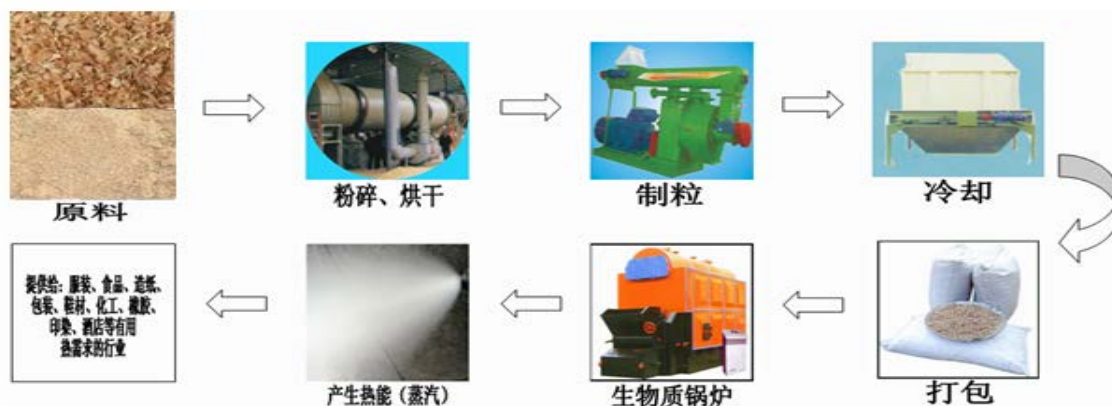 原料
粉碎、烘干
制粒
冷却
打包
生物质锅炉
产生热能（蒸汽）
提供给：服装、食品、造纸、
包装、鞋材、化工、橡胶、
印染、酒店等有用
热需求的行业